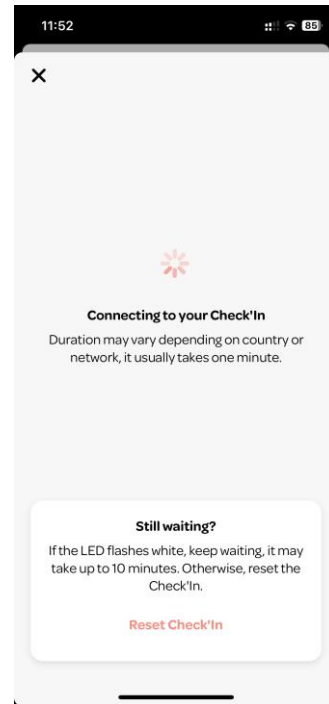 11:52
85
Connecting to your Check'In
Duration may vary depending on country or
network, it usually takes one minute.
Still waiting?
If the LED flashes white, keep waiting, it may
take up to 10 minutes. Otherwise, reset the
Check'In.
Reset Check'In